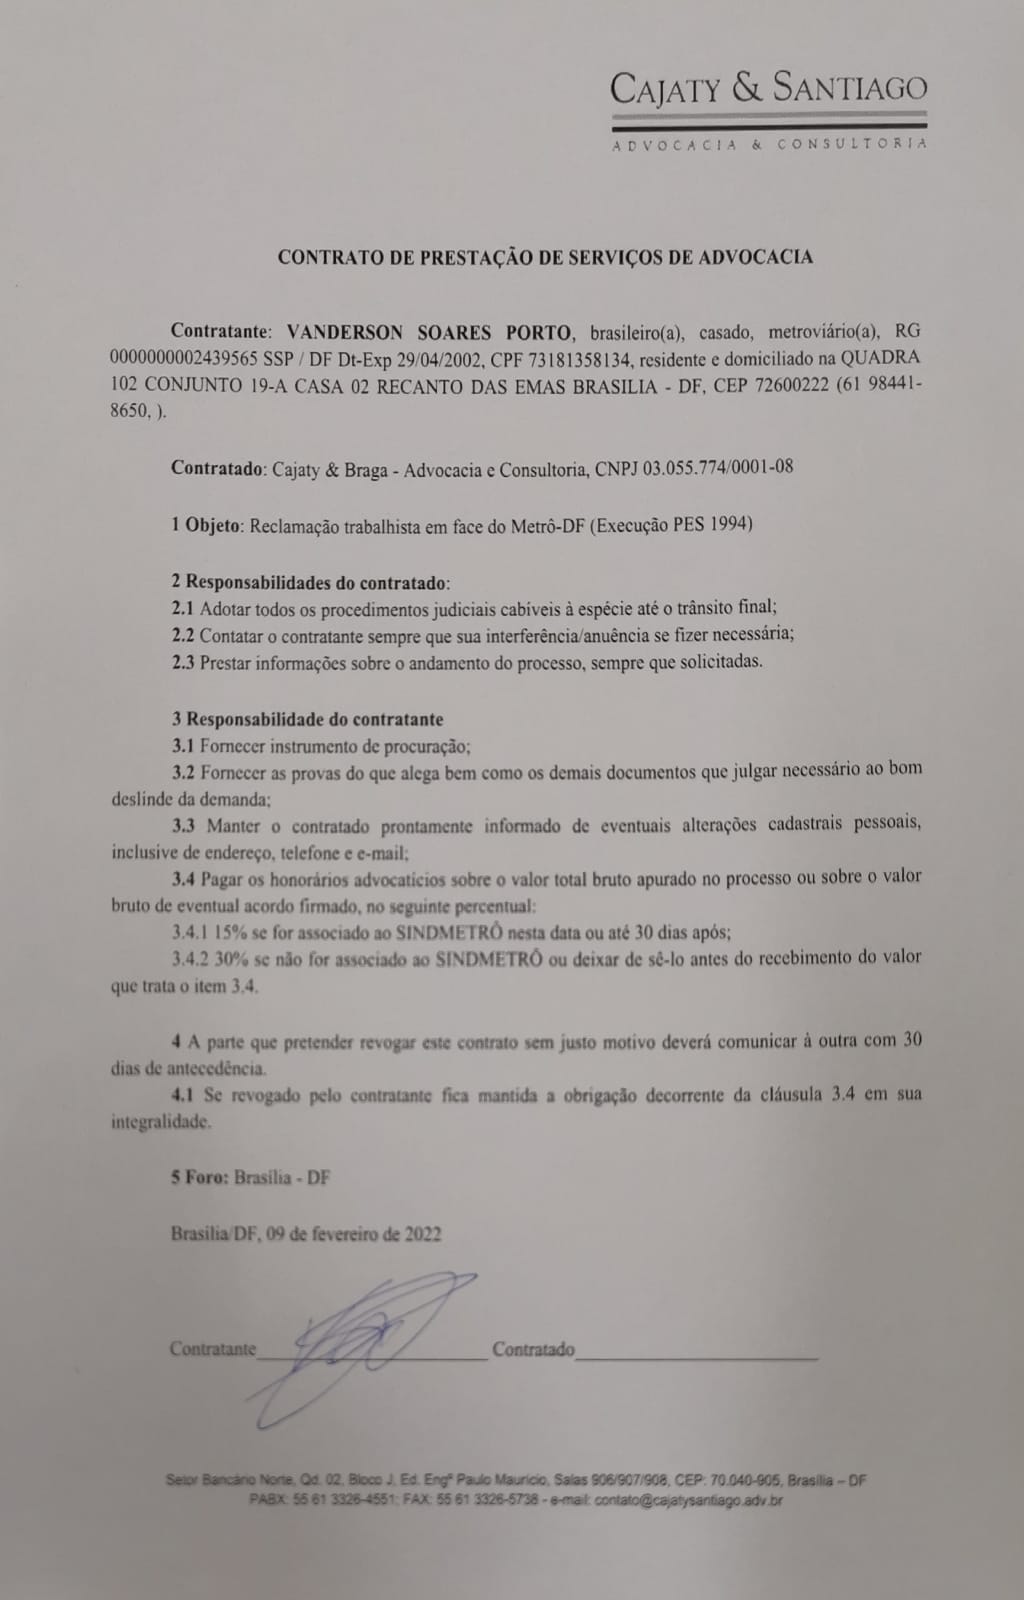 CAJATY & SANTIAGO
ADVOCACIA & CONSULTORIA
CONTRATO DE PRESTAÇÃO DE SERVIÇOS DE ADVOCACIA
Contratante: VANDERSON SOARES PORTO, brasileiro(a), casado, metroviário(a), RG
0000000002439565 SSP / DF Dt-Exp 29/04/2002, CPF 73181358134, residente e domiciliado na QUADRA
102 CONJUNTO 19-A CASA 02 RECANTO DAS EMAS BRASILIA - DF, CEP 72600222 (61 98441-
8650, ).
Contratado: Cajaty & Braga - Advocacia e Consultoria, CNPJ 03.055.774/0001-08
1 Objeto: Reclamação trabalhista em face do Metrô-DF (Execução PES 1994)
2 Responsabilidades do contratado:
2.1 Adotar todos os procedimentos judiciais cabíveis à espécie até o trânsito final;
2.2 Contatar o contratante sempre que sua interferência/anuência se fizer necessária;
2.3 Prestar informações sobre o andamento do processo, sempre que solicitadas.
3 Responsabilidade do contratante
3.1 Fornecer instrumento de procuração;
3.2 Fornecer as provas do que alega bem como os demais documentos que julgar necessário ao bom
deslinde da demanda;
3.3 Manter o contratado prontamente informado de eventuais alterações cadastrais pessoais,
inclusive de endereço, telefone e e-mail;
3.4 Pagar os honorários advocatícios sobre o valor total bruto apurado no processo ou sobre o valor
bruto de eventual acordo firmado, no seguinte percentual:
3.4.1 15% se for associado ao SINDMETRÔ nesta data ou até 30 dias após;
3.4.2 30% se não for associado ao SINDMETRÔ ou deixar de sê-lo antes do recebimento do valor
que trata o item 3.4.
4 A parte que pretender revogar este contrato sem justo motivo deverá comunicar à outra com 30
dias de antecedência.
4.1 Se revogado pelo contratante fica mantida a obrigação decorrente da cláusula 3.4 em sua
integralidade.
5 Foro: Brasília - DF
Brasília/DF, 09 de fevereiro de 2022
Contratante Contratado
Setor Bancário Norte, Qd. 02, Bloco J, Ed. Engº Paulo Maurício, Salas 906/907/908, CEP: 70.040-905, Brasília – DF
PABX: 55 61 3326-4551; FAX: 55 61 3326-5738 - e-mail: contato@cajatysantiago.adv.br